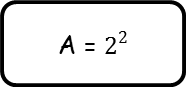 A = 2²